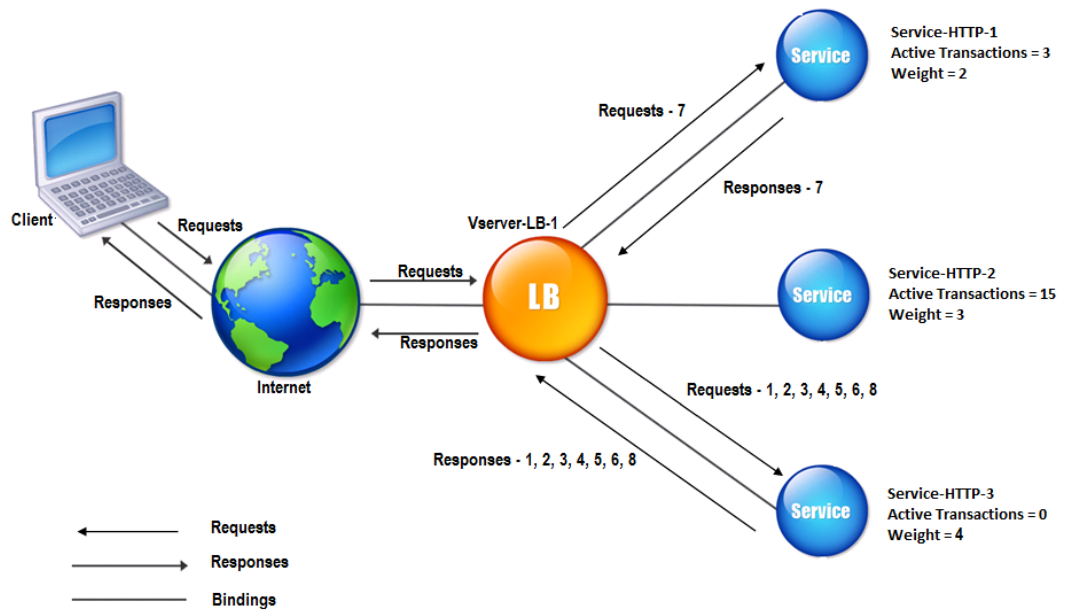 Service-HTTP-1
Active Transactions = 3
Weight = 2
Service
Requests - 7
Responses - 7
Client
Requests
Responses
Vserver-LB-1
Requests
LB
Responses
Internet
Service
Service-HTTP-2
Active Transactions = 15
Weight = 3
Requests - 1, 2, 3, 4, 5, 6, 8
Responses - 1, 2, 3, 4, 5, 6, 8
Service
Service-HTTP-3
Active Transactions = 0
Weight = 4
Requests
Responses
Bindings